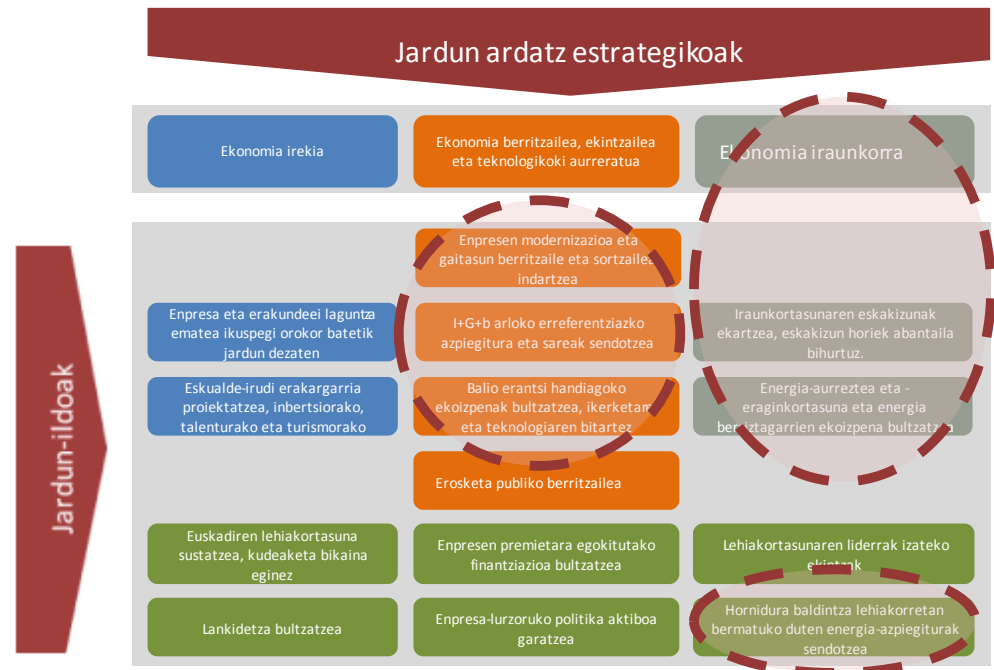 Jardun ardatz estrategikoak
Ekonomia irekia
Ekonomia berritzailea, ekintzailea
eta teknologikoki aurreratua
Ekonomia iraunkorra
Jardun-ildoak
Enpresen modernizazioa eta
gaitasun berritzaile eta sortzailea
indartzea
Enpresa eta erakundeei laguntza
ematea ikuspegi orokor batetik
jardun dezaten
I+G+b arloko erreferentziazko
azpiegitura eta sareak sendotzea
Iraunkortasunaren eskakizunak
ekartzea, eskakizun horiek abantaila
bihurtuz.
Eskualde-irudi erakargarria
proiektatzea, inbertsiorako,
talenturako eta turismorako
Balio erantsi handiagoko
ekoizpenak bultzatzea, ikerketaren
eta teknologiaren bitartez
Energia-aurreztea eta -
eraginkortasuna eta energia
berriztagarrien ekoizpena bultzatzea
Erosketa publiko berritzailea
Euskadiren lehiakortasuna
sustatzea, kudeaketa bikaina
eginez
Enpresen premietara egokitutako
finantziazioa bultzatzea
Lehiakortasunaren liderrak izateko
ekintzak
Lankidetza bultzatzea
Enpresa-lurzoruko politika aktiboa
garatzea
Hornidura baldintza lehiakorretan
bermatuko duten energia-azpiegiturak
sendotzea